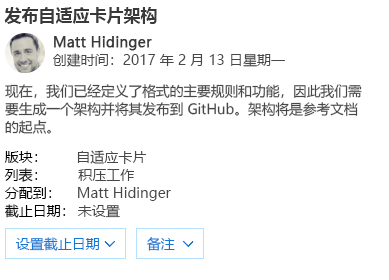 发布自适应卡片架构
Matt Hidinger
创建时间：2017 年 2 月 13 日星期一
现在，我们已经定义了格式的主要规则和功能，因此我们需
要生成一个架构并将其发布到 GitHub。架构将是参考文档
的起点。
版块： 自适应卡片
列表： 积压工作
分配到： Matt Hidinger
截止日期： 未设置
设置截止日期 备注